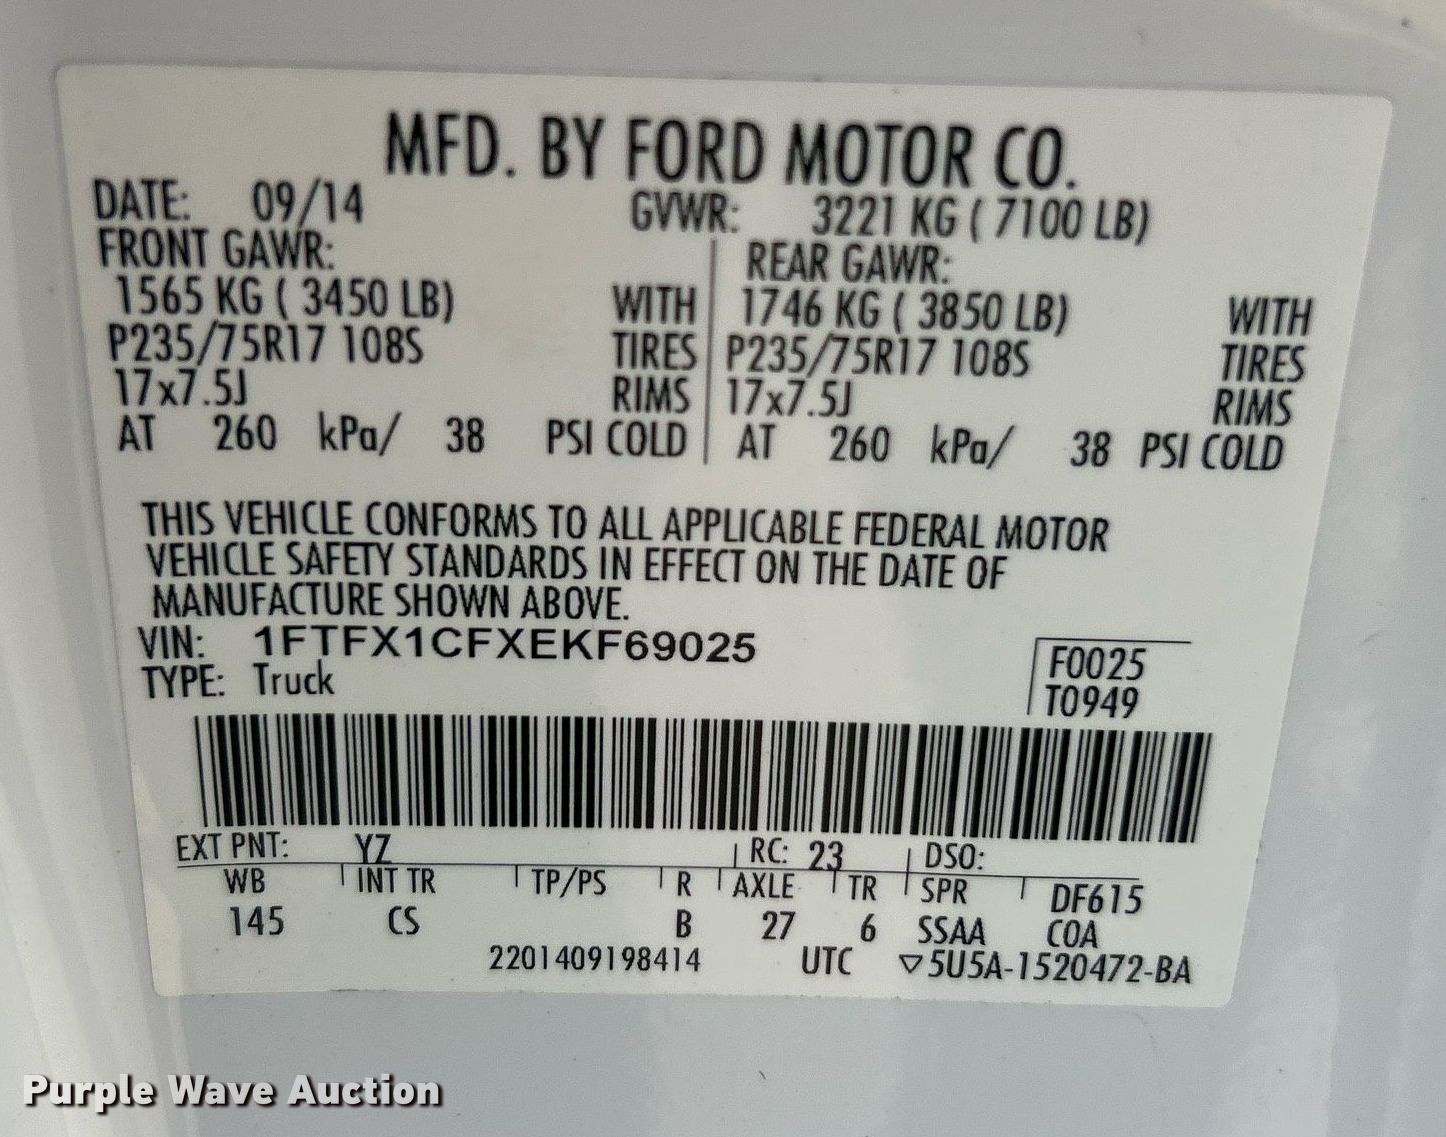 MFD. BY FORD MOTOR CO.
DATE: 09/14 GVWR: 3221 KG ( 7100 LB)
FRONT GAWR: REAR GAWR:
1565 KG ( 3450 LB) WITH 1746 KG ( 3850 LB) WITH
P235/75R17 108S TIRES P235/75R17 108S TIRES
17x7.5J RIMS 17x7.5J RIMS
AT 260 kPa/ 38 PSI COLD AT 260 kPa/ 38 PSI COLD
THIS VEHICLE CONFORMS TO ALL APPLICABLE FEDERAL MOTOR
VEHICLE SAFETY STANDARDS IN EFFECT ON THE DATE OF
MANUFACTURE SHOWN ABOVE.
VIN: 1FTFX1CFXEKF69025 F0025
TYPE: Truck T0949
EXT PNT: YZ RC: 23 DSO:
WB INT TR TP/PS R AXLE TR SPR DF615
145 CS B 27 6 SSAA COA
2201409198414 UTC ▽5U5A-1520472-BA
Purple Wave Auction